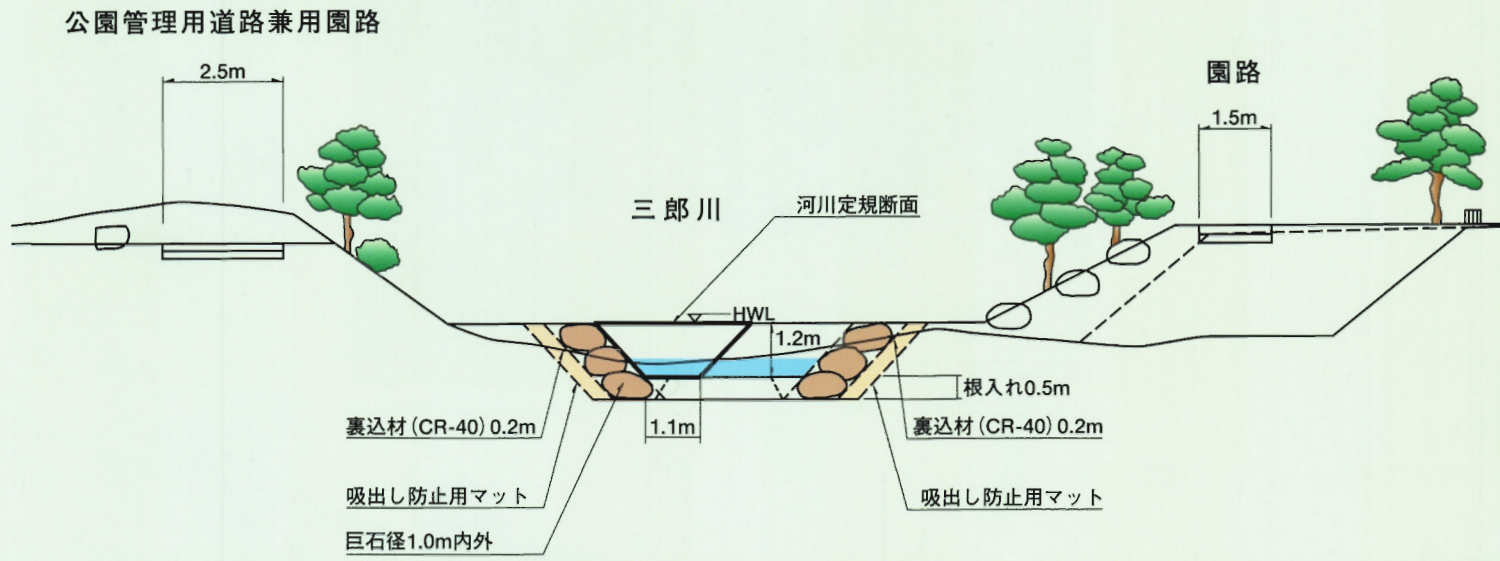 公園管理用道路兼用園路
2.5m
園路
1.5m
三郎川
河川定規断面
HWL
1.2m
根入れ0.5m
裏込材(CR-40)0.2m
1.1m
裏込材(CR-40)0.2m
吸出し防止用マット
吸出し防止用マット
巨石径1.0m内外